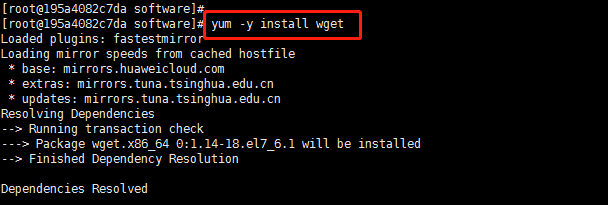 [root@195a4082c7da software]#
[root@195a4082c7da software]# yum -y install wget
Loaded plugins: fastestmirror
Loading mirror speeds from cached hostfile
 * base: mirrors.huaweicloud.com
 * extras: mirrors.tuna.tsinghua.edu.cn
 * updates: mirrors.tuna.tsinghua.edu.cn
Resolving Dependencies
--> Running transaction check
---> Package wget.x86_64 0:1.14-18.el7_6.1 will be installed
--> Finished Dependency Resolution

Dependencies Resolved